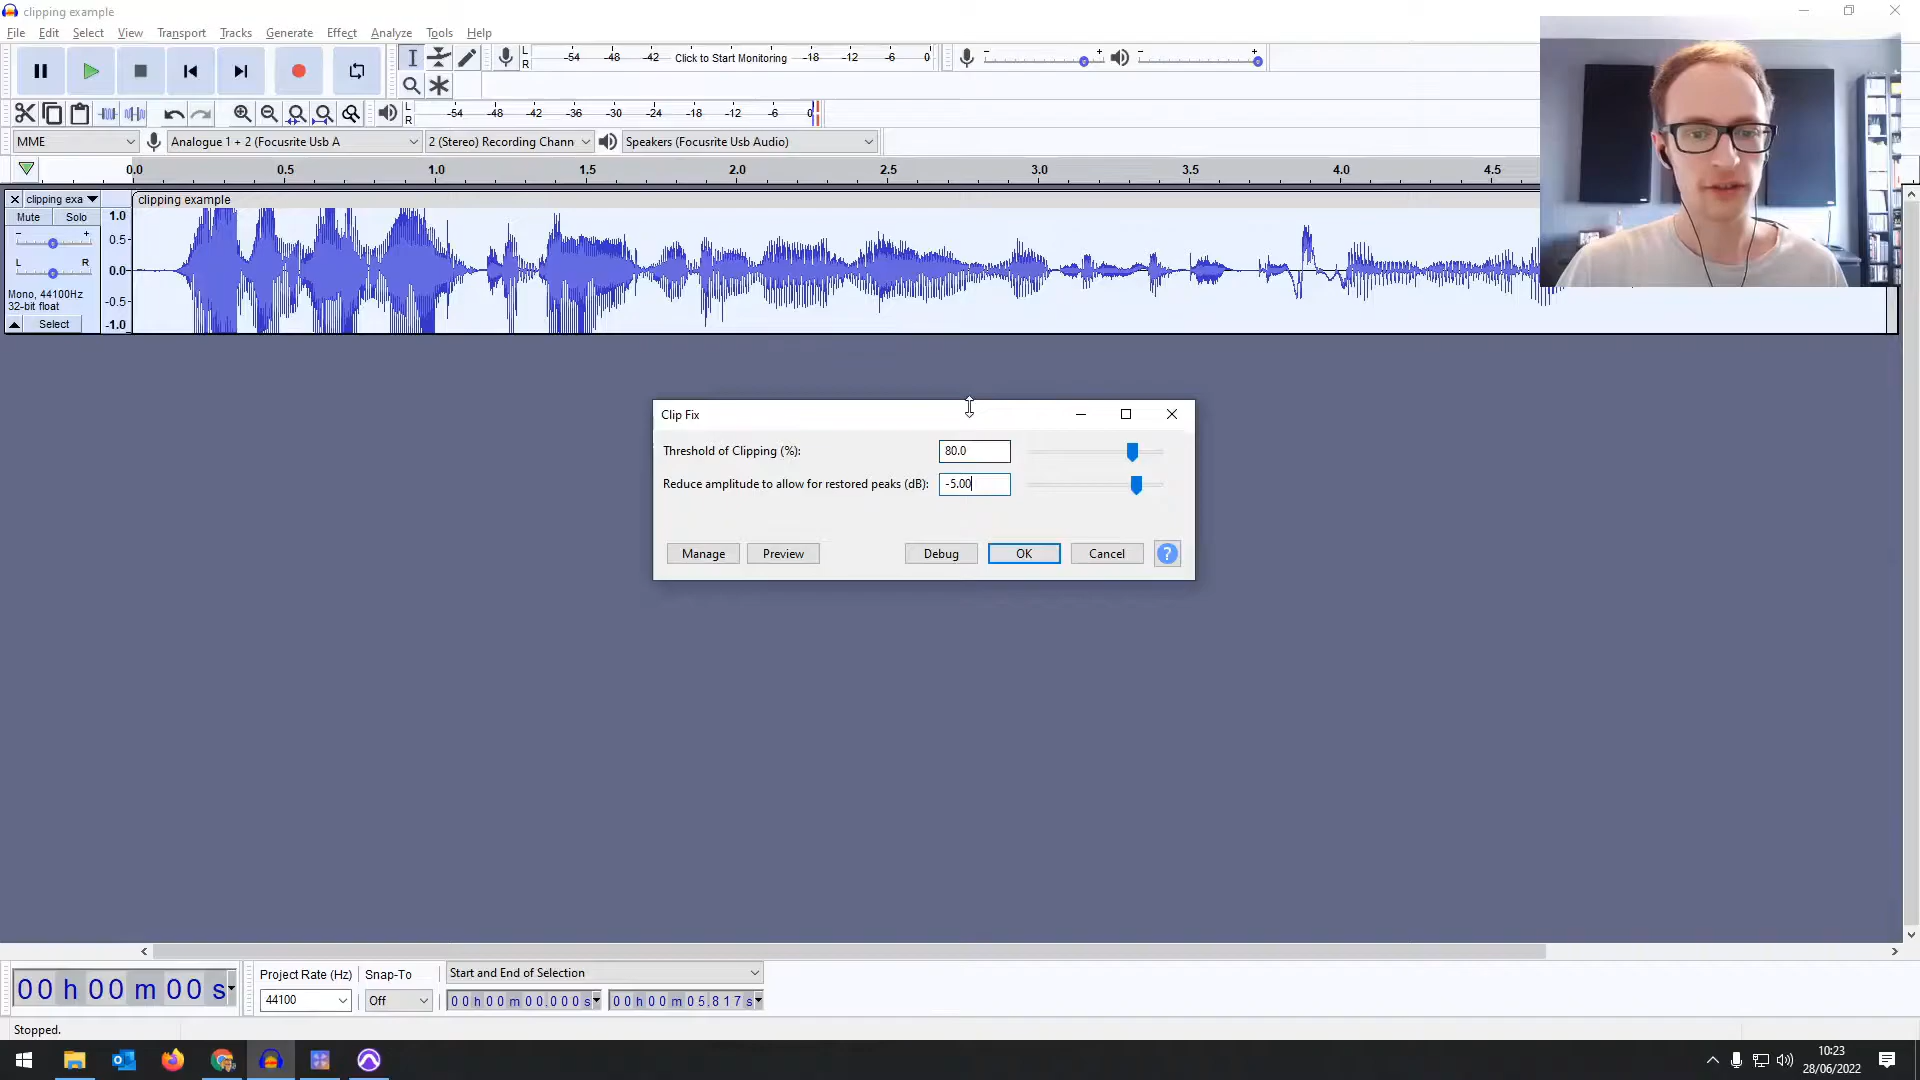 clipping example
File Edit Select View Transport Tracks Generate Effect Analyze Tools Help
L
R
-54 -48 -42 Click to Start Monitoring -18 -12 -6 0
- +
- +
L
R
-54 -48 -42 -36 -30 -24 -18 -12 -6 0
MME
Analogue 1 + 2 (Focusrite Usb A
2 (Stereo) Recording Chann
Speakers (Focusrite Usb Audio)
0.0 0.5 1.0 1.5 2.0 2.5 3.0 3.5 4.0 4.5
clipping exa
Mute Solo
- +
L R
Mono, 44100Hz
32-bit float
Select
1.0
0.5
0.0
-0.5
-1.0
clipping example
Clip Fix
Threshold of Clipping (%): 80.0
Reduce amplitude to allow for restored peaks (dB): -5.00
Manage Preview Debug OK Cancel ?
00 h 00 m 00 s
Project Rate (Hz) Snap-To
44100 Off
Start and End of Selection
00 h 00 m 00.000 s
00 h 00 m 05.817 s
Stopped.
10:23
28/06/2022